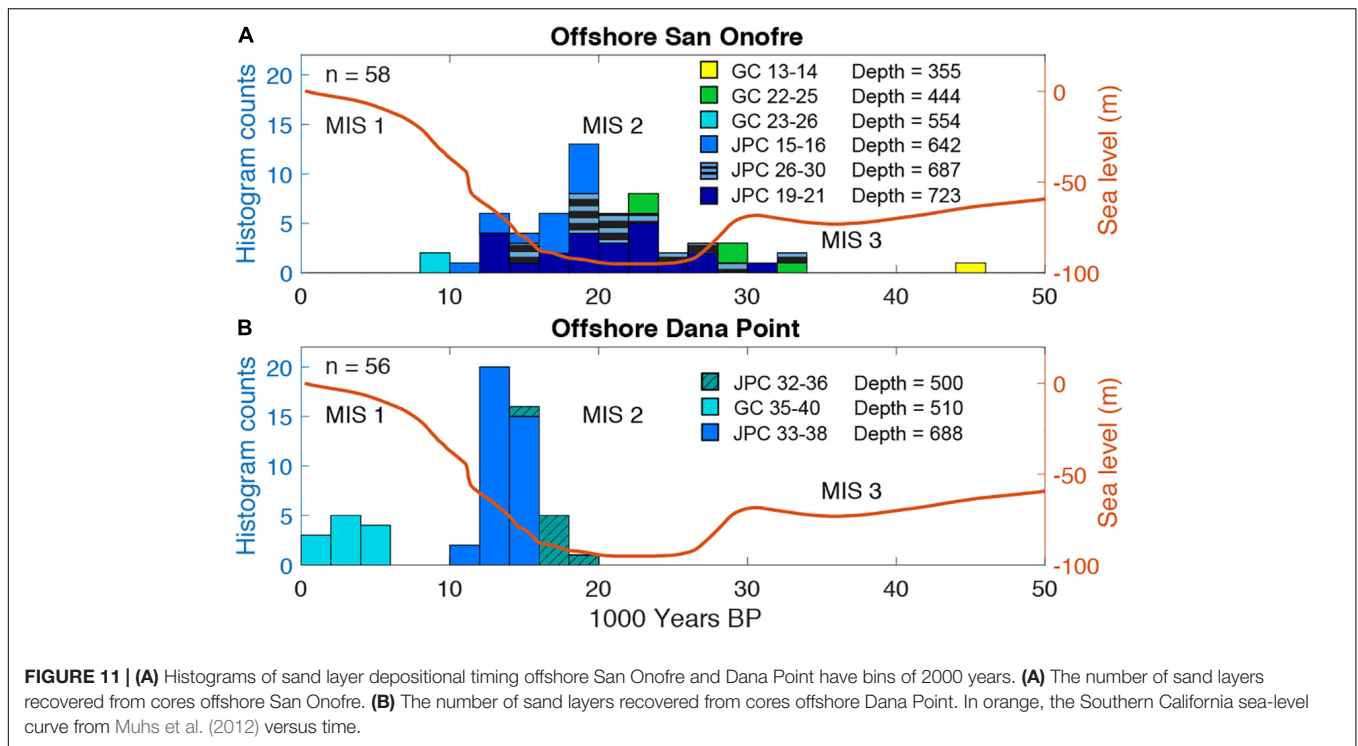 A
Offshore San Onofre
Histogram counts
20
15
10
5
0
n = 58
MIS 1
MIS 2
MIS 3
GC 13-14 Depth = 355
GC 22-25 Depth = 444
GC 23-26 Depth = 554
JPC 15-16 Depth = 642
JPC 26-30 Depth = 687
JPC 19-21 Depth = 723
0
-50
-100
Sea level (m)
0 10 20 30 40 50
B
Offshore Dana Point
Histogram counts
20
15
10
5
0
n = 56
MIS 1
MIS 2
MIS 3
JPC 32-36 Depth = 500
GC 35-40 Depth = 510
JPC 33-38 Depth = 688
0
-50
-100
Sea level (m)
0 10 20 30 40 50
1000 Years BP
FIGURE 11 | (A) Histograms of sand layer depositional timing offshore San Onofre and Dana Point have bins of 2000 years. (A) The number of sand layers
recovered from cores offshore San Onofre. (B) The number of sand layers recovered from cores offshore Dana Point. In orange, the Southern California sea-level
curve from Muhs et al. (2012) versus time.